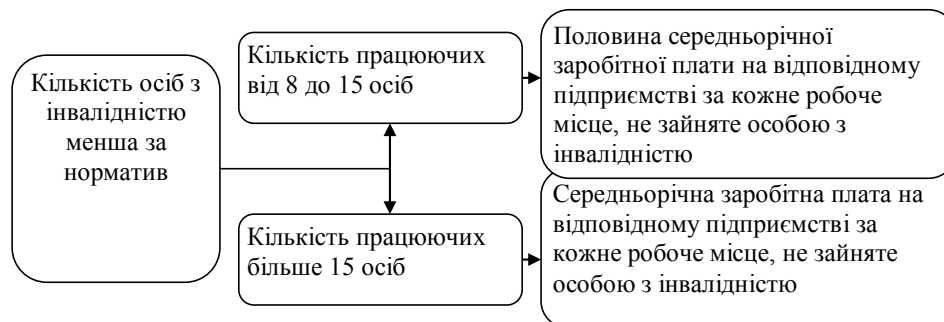 Кількість осіб з
інвалідністю
менша за
норматив
Кількість працюючих
від 8 до 15 осіб
Половина середньорічної
заробітної плати на відповідному
підприємстві за кожне робоче
місце, не зайняте особою з
інвалідністю
Кількість працюючих
більше 15 осіб
Середньорічна заробітна плата на
відповідному підприємстві за
кожне робоче місце, не зайняте
особою з інвалідністю